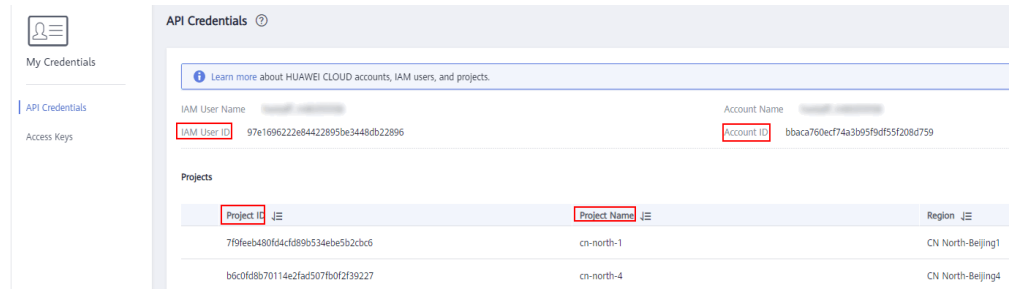 API Credentials
My Credentials
API Credentials
Access Keys
Learn more about HUAWEI CLOUD accounts, IAM users, and projects.
IAM User Name
Account Name
IAM User ID 97e1696222e84422895be3448db22896
Account ID bbaca760ecf74a3b95f9df55f208d759
Projects
Project ID Project Name Region
7f9feeb480fd4cfd89b534ebe5b2cbc6 cn-north-1 CN North-Beijing1
b6c0fd8b70114e2fad507fb0f2f39227 cn-north-4 CN North-Beijing4